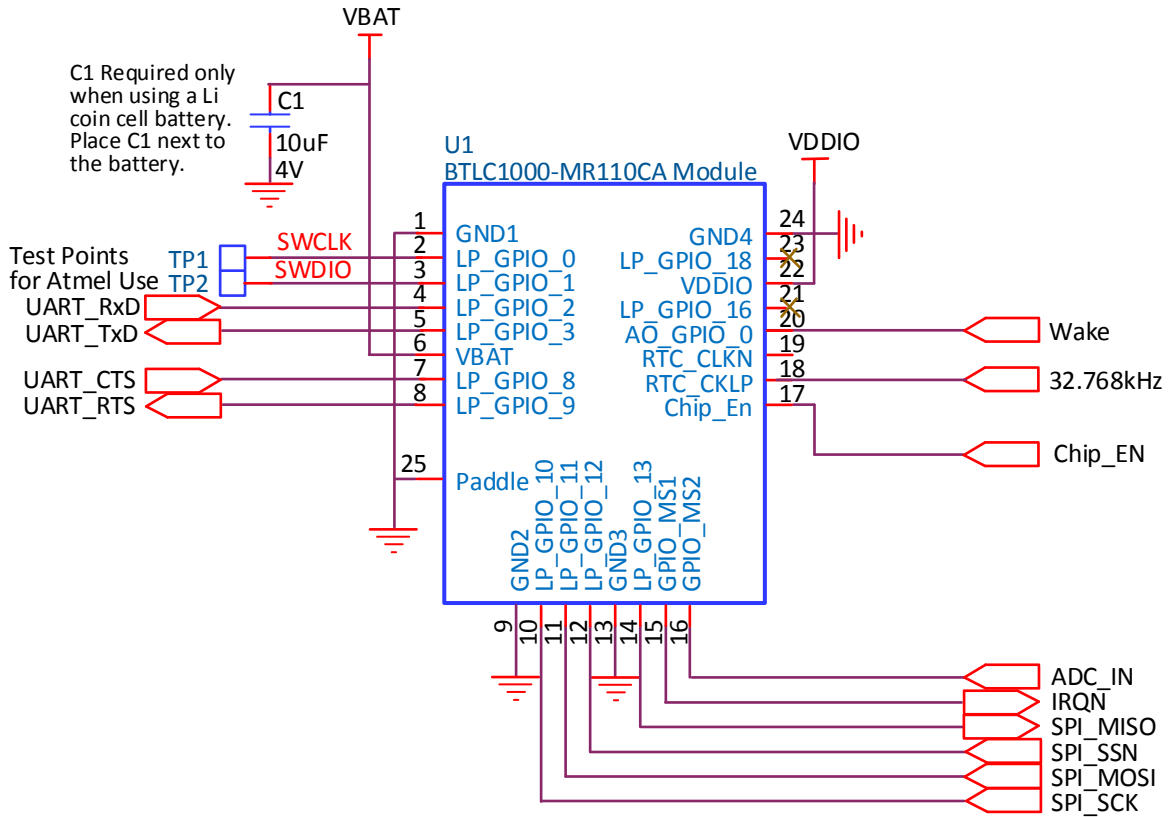 VBAT
C1 Required only
when using a Li
coin cell battery.
Place C1 next to
the battery.
C1
10uF
4V
U1
BTLC1000-MR110CA Module
VDDIO
Test Points
for Atmel Use
TP1
TP2
SWCLK
SWDIO
UART_RxD
UART_TxD
UART_CTS
UART_RTS
1
2
3
4
5
6
7
8
25
GND1
LP_GPIO_0
LP_GPIO_1
LP_GPIO_2
LP_GPIO_3
VBAT
LP_GPIO_8
LP_GPIO_9
Paddle
GND4
LP_GPIO_18
VDDIO
LP_GPIO_16
AO_GPIO_0
RTC_CLKN
RTC_CKLP
Chip_En
24
23
22
21
20
19
18
17
Wake
32.768kHz
Chip_EN
GND2
LP_GPIO_10
LP_GPIO_11
LP_GPIO_12
GND3
LP_GPIO_13
GPIO_MS1
GPIO_MS2
9
10
11
12
13
14
15
16
ADC_IN
IRQN
SPI_MISO
SPI_SSN
SPI_MOSI
SPI_SCK